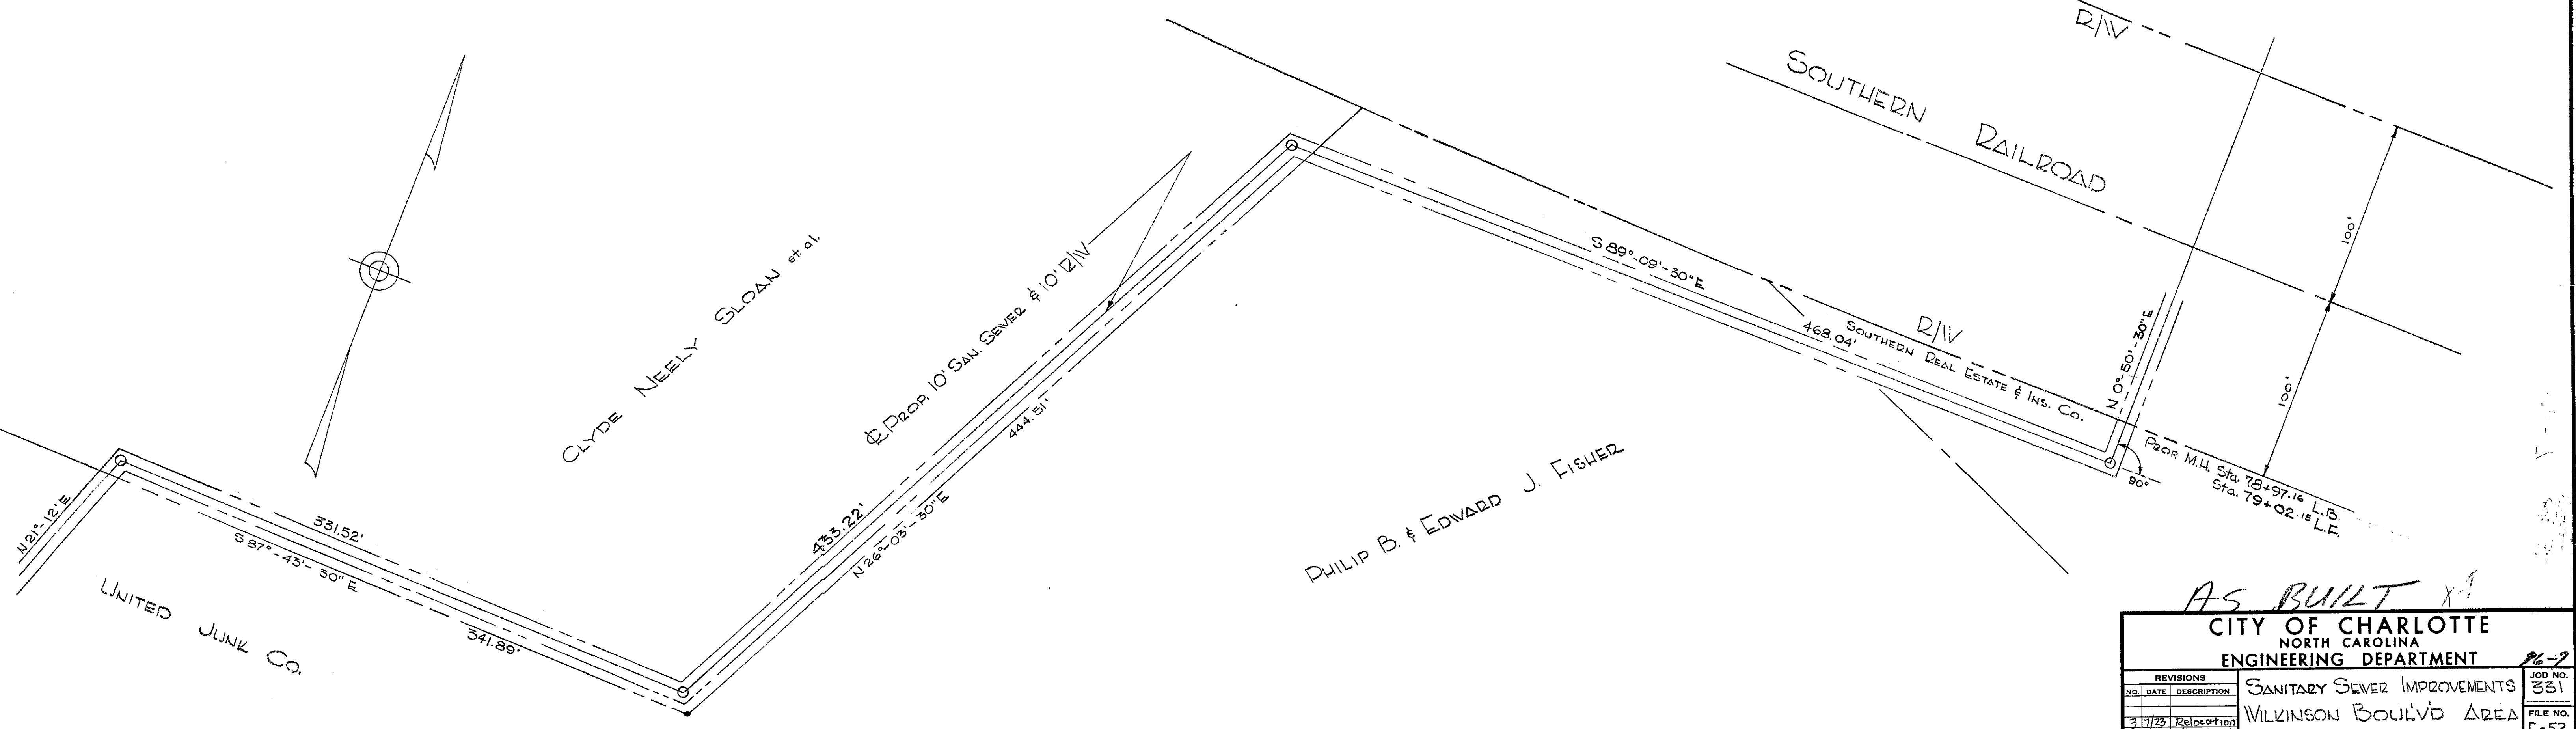 R/W
SOUTHERN RAILROAD
100'
100'
S 89°-09'-30" E
468.04'
R/W
SOUTHERN REAL ESTATE & INS. CO.
N 0°-50'-30" E
90°
PROP. M.H. Sta. 78+97.16 L.B.
Sta. 79+02.15 L.F.
CLYDE NEELY SLOAN et. al.
℄ PROP. 10" SAN. SEWER & 10' R/W
444.51'
433.22'
N 26°-03'-30" E
PHILIP B. & EDWARD J. FISHER
N 21°-12' E
331.52'
S 87°-43'-30" E
341.89'
UNITED JUNK CO.
AS BUILT
CITY OF CHARLOTTE
NORTH CAROLINA
ENGINEERING DEPARTMENT
REVISIONS
NO. DATE DESCRIPTION
3 7/23 Relocation
SANITARY SEWER IMPROVEMENTS
WILKINSON BOUL'V'D AREA
JOB NO.
331
FILE NO.